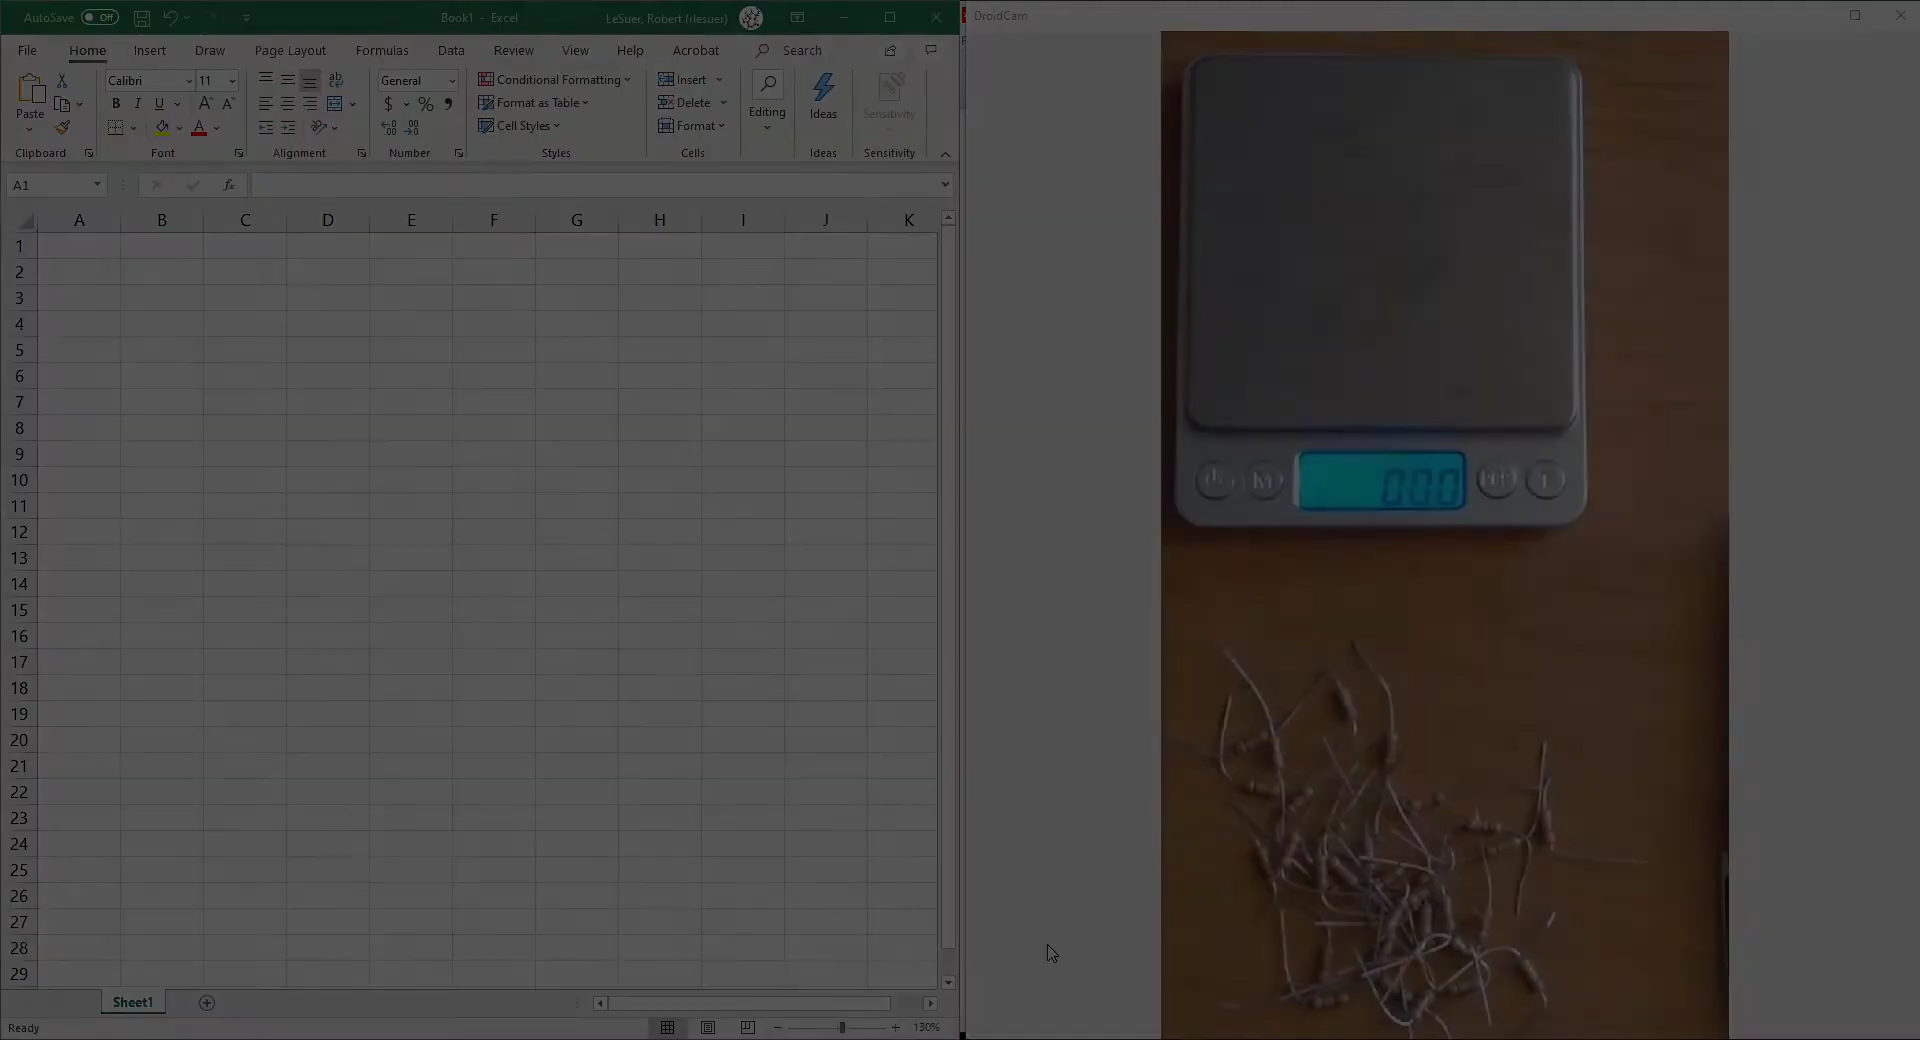 AutoSave Off Book1 - Excel LeSuer, Robert (rlesuer)
File Home Insert Draw Page Layout Formulas Data Review View Help Acrobat Search
Paste
Clipboard
Calibri 11
B I U A A
A
Font
ab
Alignment
General
$ % 9
Number
Conditional Formatting
Format as Table
Cell Styles
Styles
Insert
Delete
Format
Cells
Editing
Ideas
Ideas
Sensitivity
Sensitivity
A1 fx
A B C D E F G H I J K
1
2
3
4
5
6
7
8
9
10
11
12
13
14
15
16
17
18
19
20
21
22
23
24
25
26
27
28
29
Sheet1
Ready 130%
DroidCam
M 0.00 T